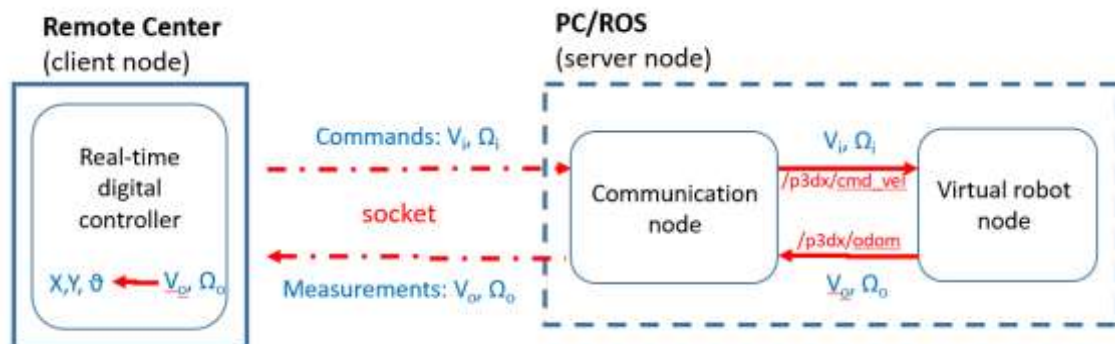 Remote Center
(client node)
PC/ROS
(server node)
Real-time
digital
controller
X,Y, ϑ
Vₒ, Ωₒ
Commands: Vᵢ, Ωᵢ
socket
Measurements: Vₒ, Ωₒ
Communication
node
Vᵢ, Ωᵢ
/p3dx/cmd_vel
/p3dx/odom
Vₒ, Ωₒ
Virtual robot
node